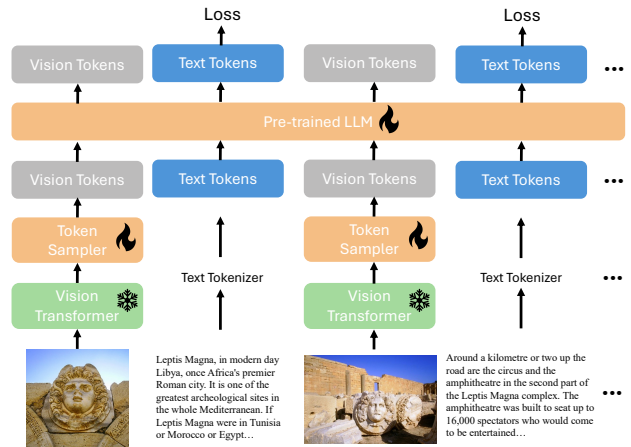 Loss
Loss
Vision Tokens
Text Tokens
Vision Tokens
Text Tokens
...
Pre-trained LLM
...
Vision Tokens
Text Tokens
Vision Tokens
Text Tokens
...
Token
Sampler
Token
Sampler
Vision
Transformer
Text Tokenizer
Vision
Transformer
Text Tokenizer
...
Leptis Magna, in modern day
Libya, once Africa's premier
Roman city. It is one of the
greatest archeological sites in
the whole Mediterranean. If
Leptis Magna were in Tunisia
or Morocco or Egypt…
Around a kilometre or two up the
road are the circus and the
amphitheatre in the second part of
the Leptis Magna complex. The
amphitheatre was built to seat up to
16,000 spectators who would come
to be entertained…
...